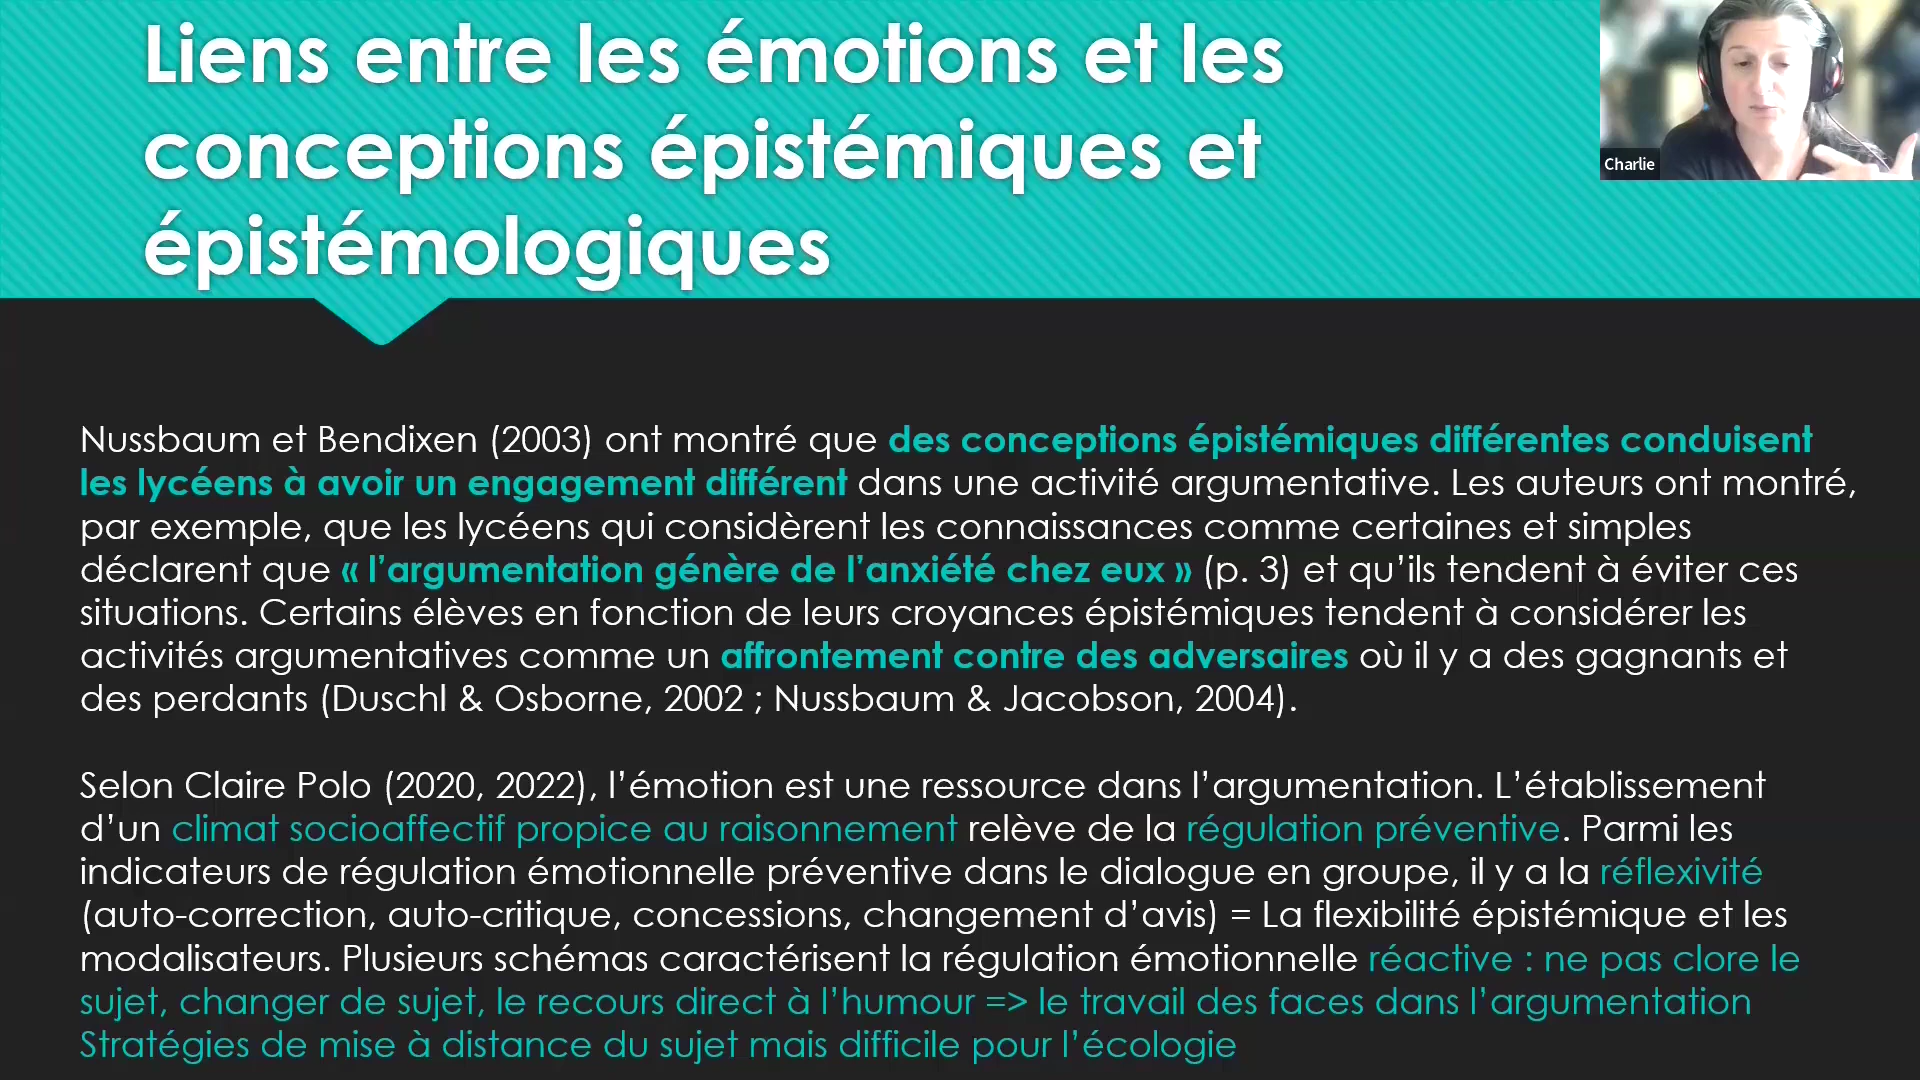 Liens entre les émotions et les
conceptions épistémiques et
épistémologiques
Charlie
Nussbaum et Bendixen (2003) ont montré que des conceptions épistémiques différentes conduisent
les lycéens à avoir un engagement différent dans une activité argumentative. Les auteurs ont montré,
par exemple, que les lycéens qui considèrent les connaissances comme certaines et simples
déclarent que « l’argumentation génère de l’anxiété chez eux » (p. 3) et qu’ils tendent à éviter ces
situations. Certains élèves en fonction de leurs croyances épistémiques tendent à considérer les
activités argumentatives comme un affrontement contre des adversaires où il y a des gagnants et
des perdants (Duschl & Osborne, 2002 ; Nussbaum & Jacobson, 2004).
Selon Claire Polo (2020, 2022), l’émotion est une ressource dans l’argumentation. L’établissement
d’un climat socioaffectif propice au raisonnement relève de la régulation préventive. Parmi les
indicateurs de régulation émotionnelle préventive dans le dialogue en groupe, il y a la réflexivité
(auto-correction, auto-critique, concessions, changement d’avis) = La flexibilité épistémique et les
modalisateurs. Plusieurs schémas caractérisent la régulation émotionnelle réactive : ne pas clore le
sujet, changer de sujet, le recours direct à l’humour => le travail des faces dans l’argumentation
Stratégies de mise à distance du sujet mais difficile pour l’écologie